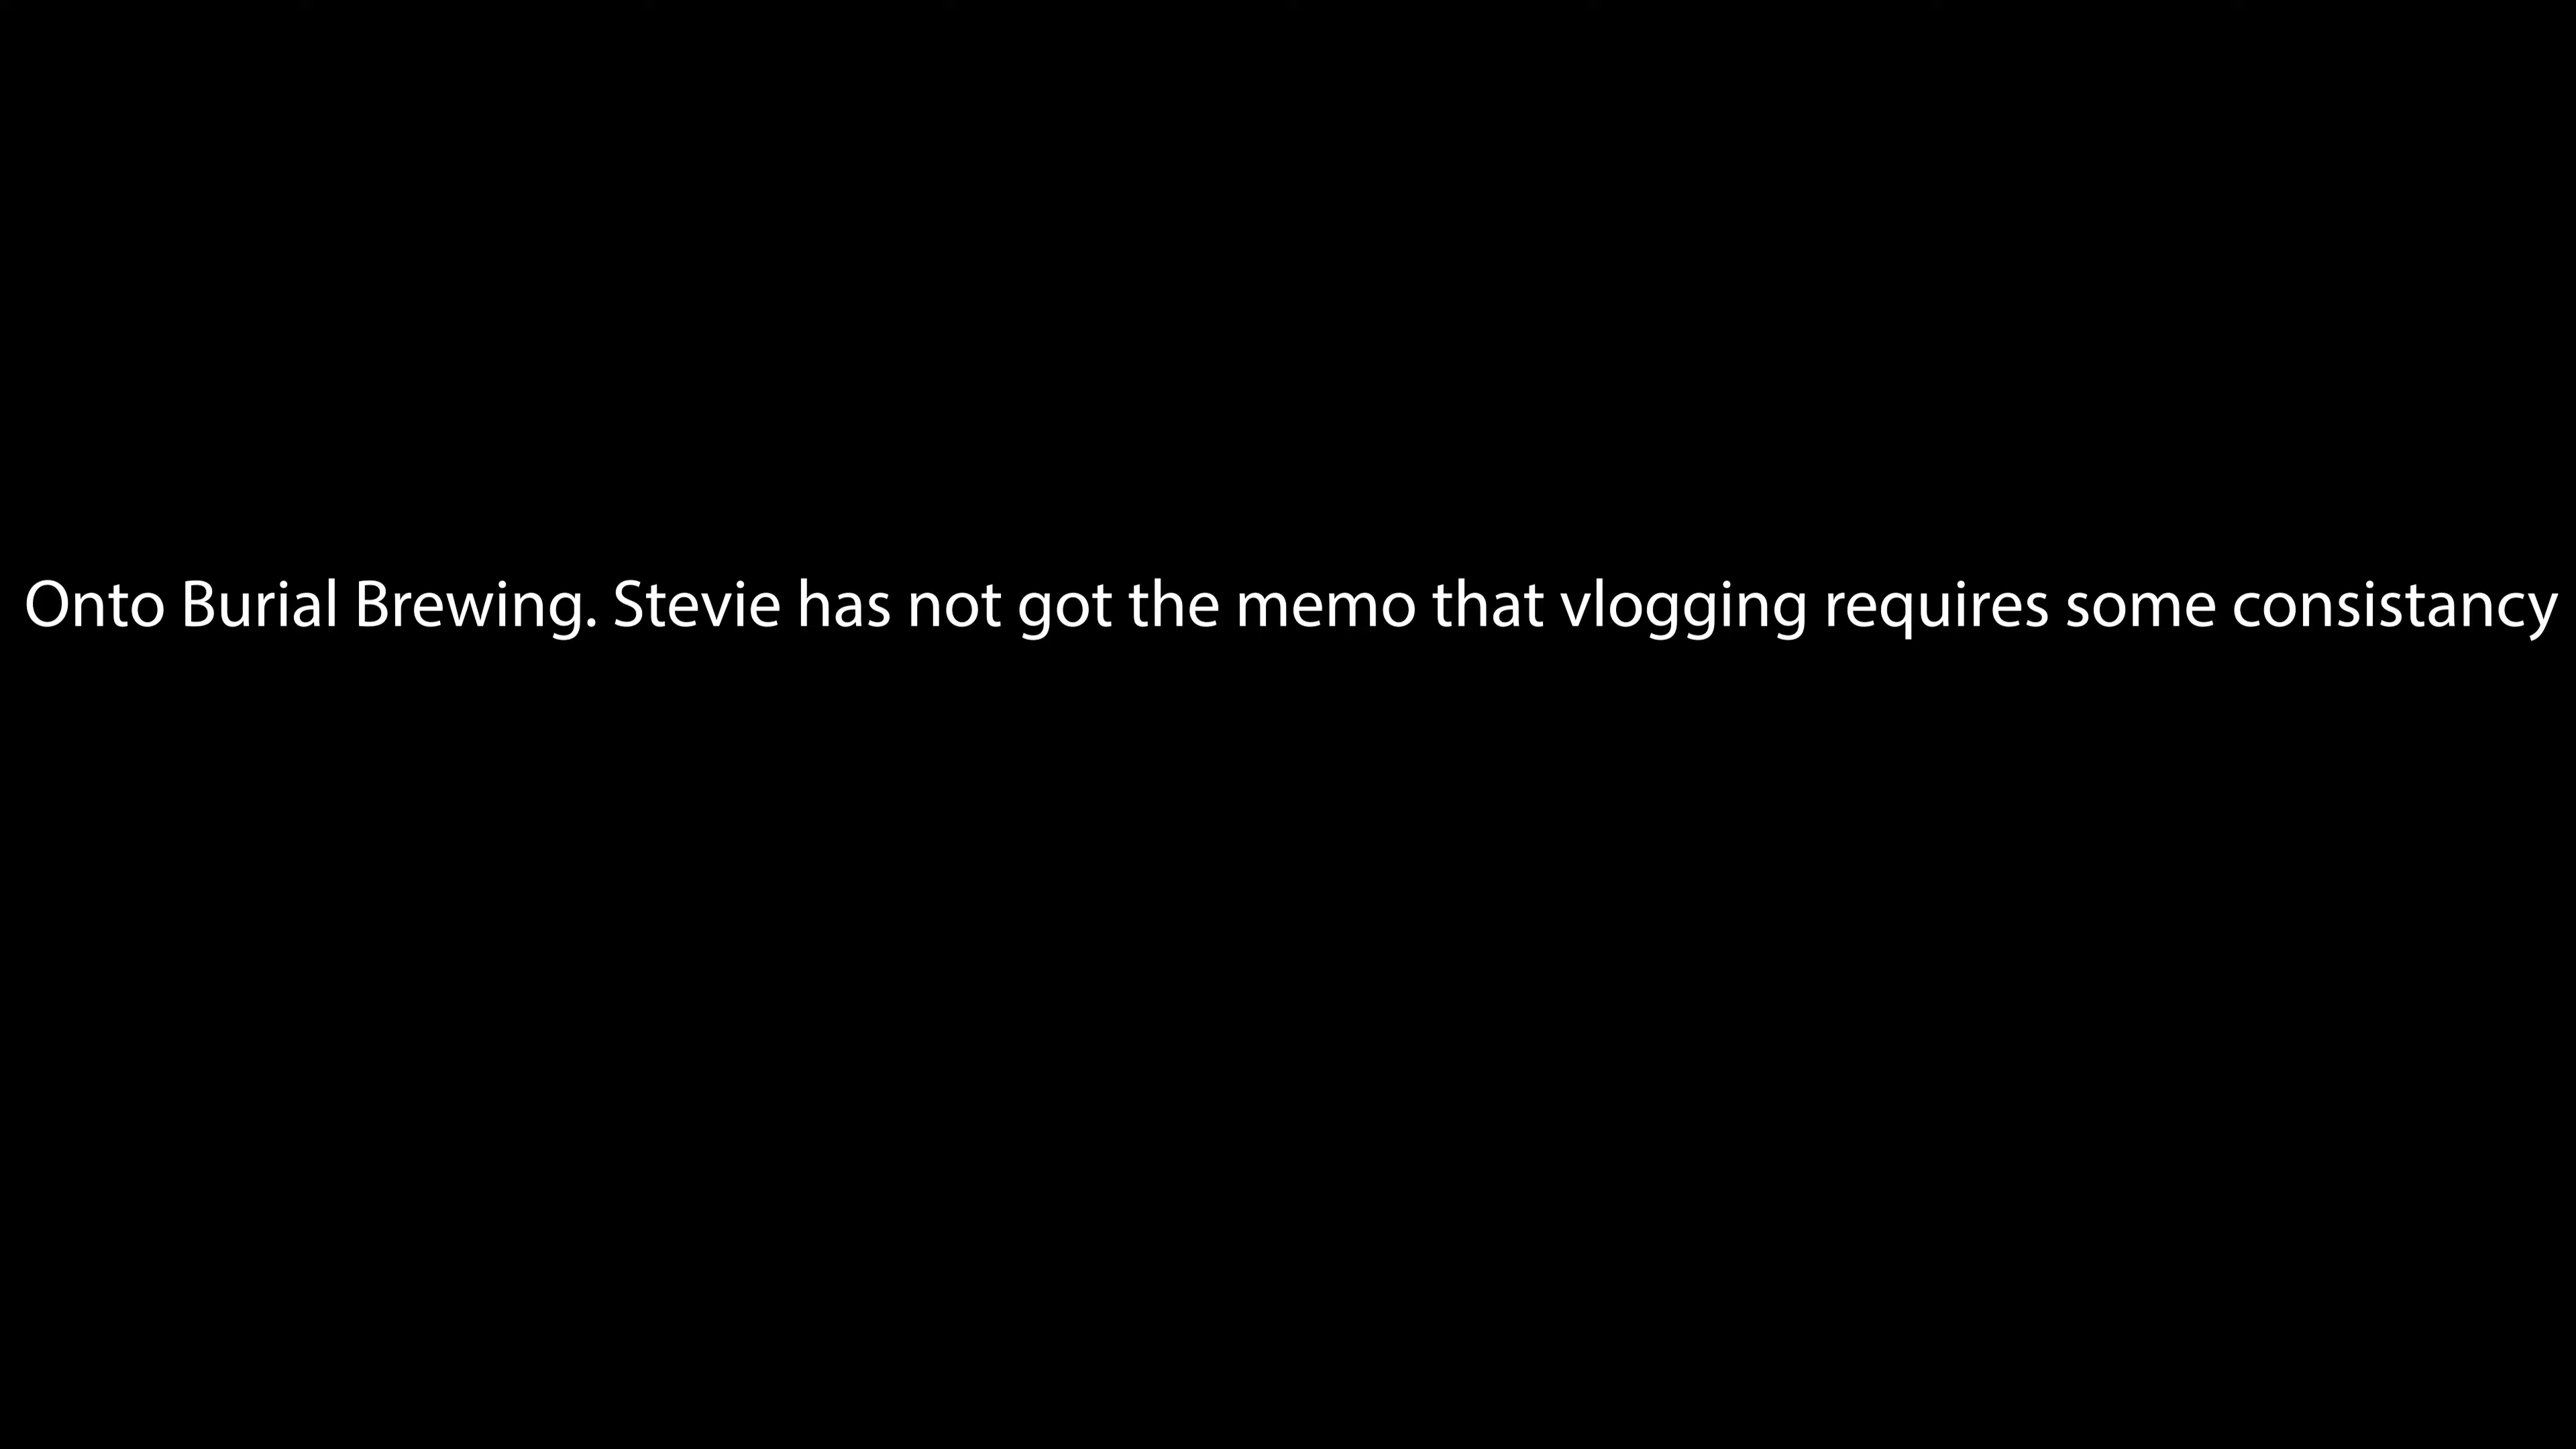 Onto Burial Brewing. Stevie has not got the memo that vlogging requires some consistancy